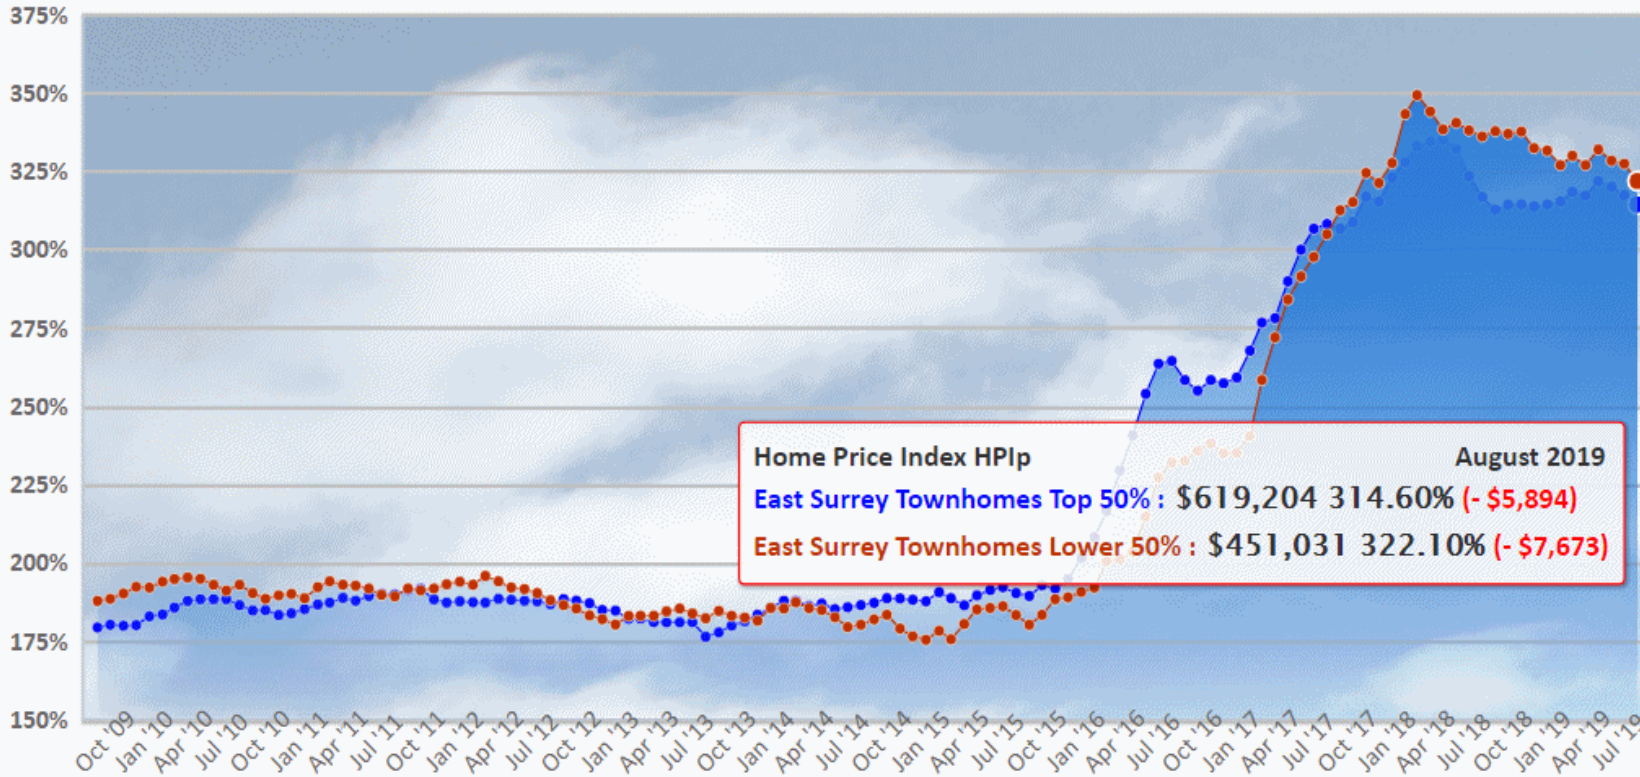 375%
350%
325%
300%
275%
250%
225%
200%
175%
150%
Home Price Index HPIp August 2019
East Surrey Townhomes Top 50% : $619,204 314.60% (- $5,894)
East Surrey Townhomes Lower 50% : $451,031 322.10% (- $7,673)
Oct '09 Jan '10 Apr '10 Jul '10 Oct '10 Jan '11 Apr '11 Jul '11 Oct '11 Jan '12 Apr '12 Jul '12 Oct '12 Jan '13 Apr '13 Jul '13 Oct '13 Jan '14 Apr '14 Jul '14 Oct '14 Jan '15 Apr '15 Jul '15 Oct '15 Jan '16 Apr '16 Jul '16 Oct '16 Jan '17 Apr '17 Jul '17 Oct '17 Jan '18 Apr '18 Jul '18 Oct '18 Jan '19 Apr '19 Jul '19